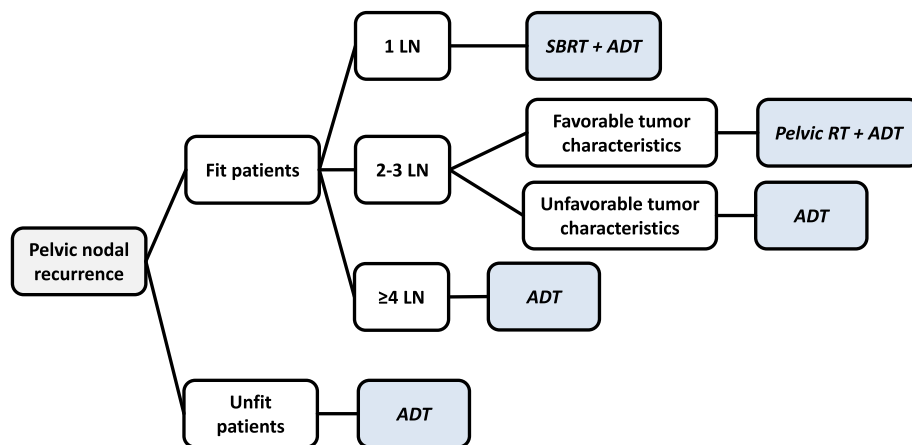 Pelvic nodal
recurrence
Fit patients
1 LN
SBRT + ADT
2-3 LN
Favorable tumor
characteristics
Pelvic RT + ADT
Unfavorable tumor
characteristics
ADT
≥4 LN
ADT
Unfit
patients
ADT